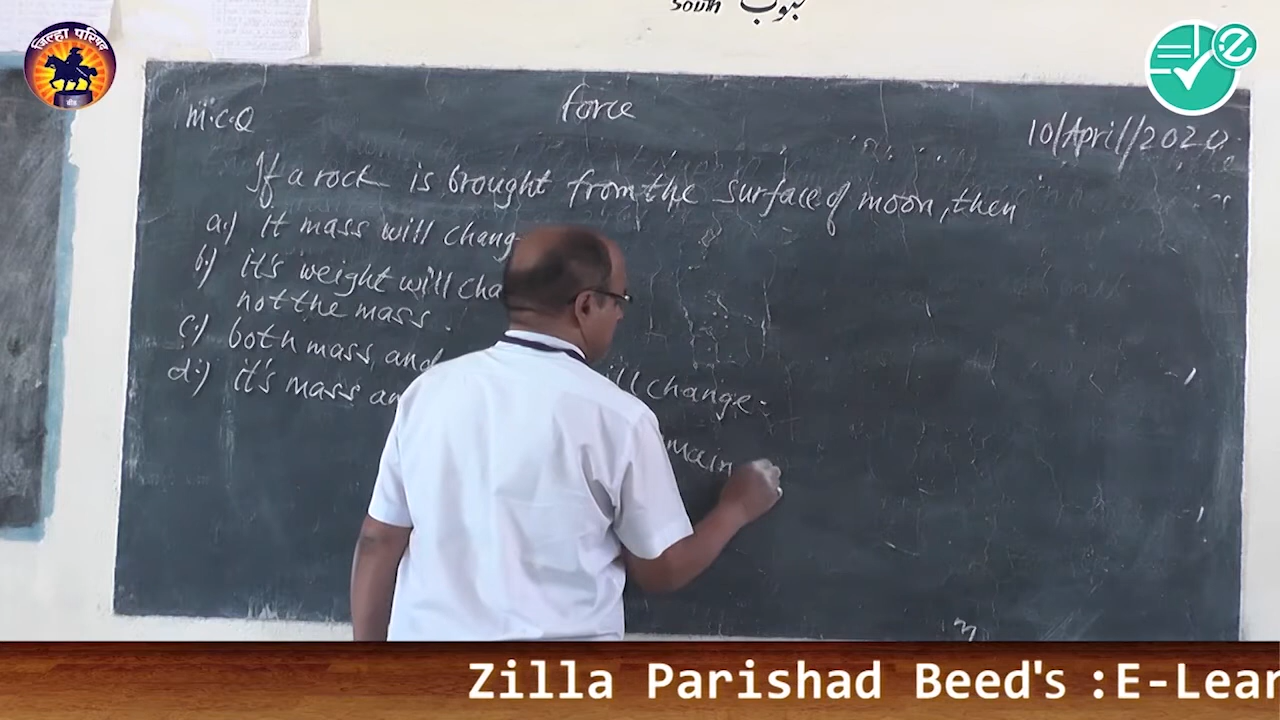 جنوب
South
जिल्हा परिषद
बीड
M.C.Q
force
10/April/2020
If a rock is brought from the surface of moon, then
a.) It mass will chang
b.) it's weight will cha
not the mass.
c.) both mass and ill change.
d.) it's mass an main
Zilla Parishad Beed's :E-Lear